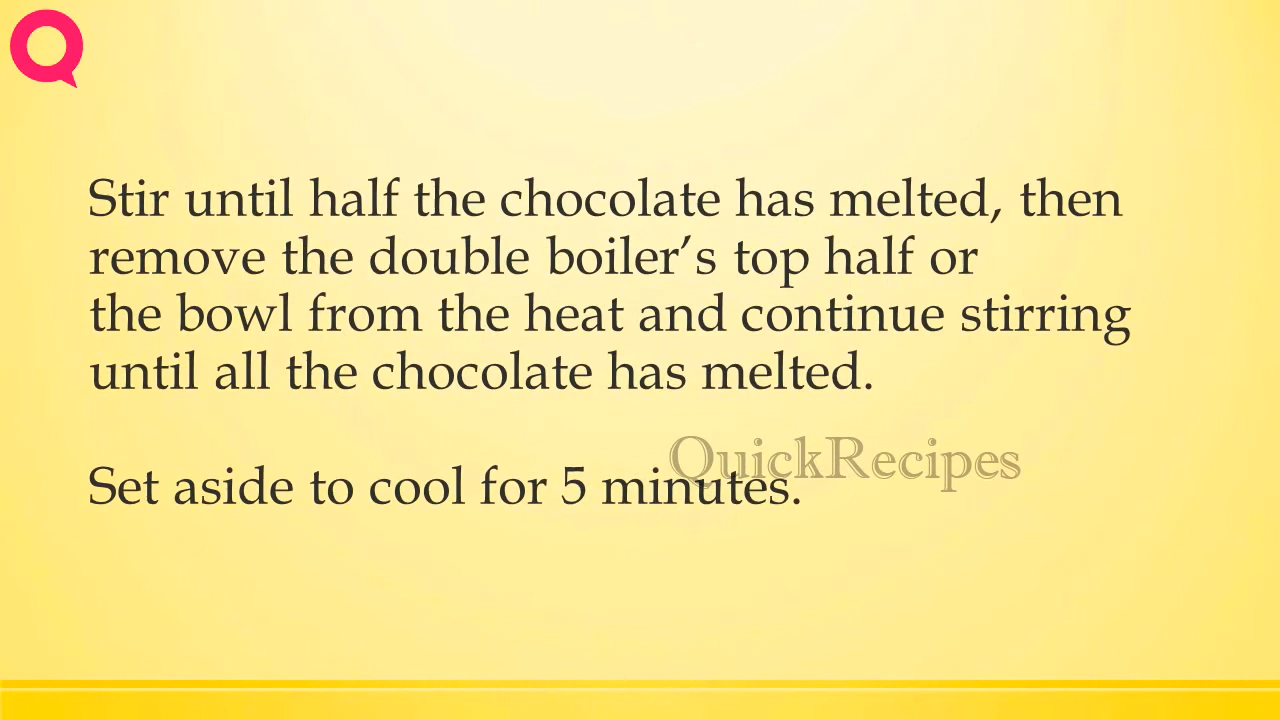 Stir until half the chocolate has melted, then
remove the double boiler’s top half or
the bowl from the heat and continue stirring
until all the chocolate has melted.
QuickRecipes
Set aside to cool for 5 minutes.